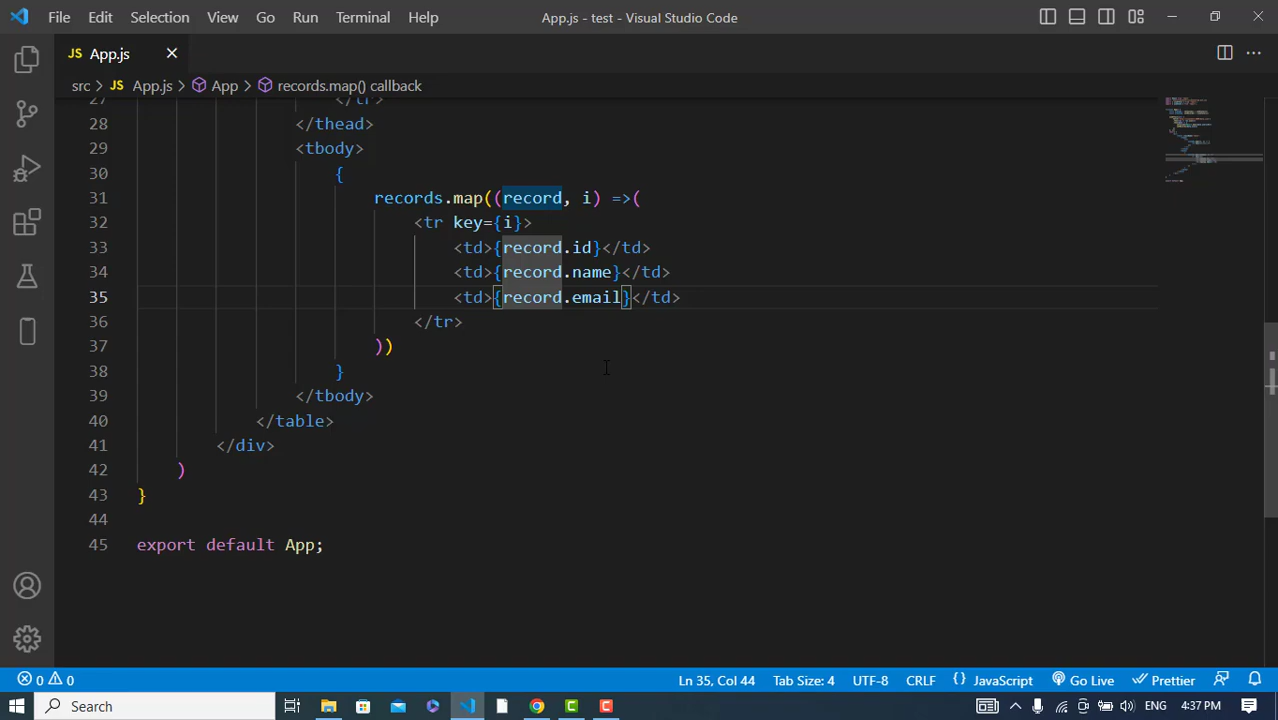 File Edit Selection View Go Run Terminal Help App.js - test - Visual Studio Code
JS App.js
src > JS App.js > App > records.map() callback
27 </tr>
28 </thead>
29 <tbody>
30 {
31 records.map((record, i) =>(
32 <tr key={i}>
33 <td>{record.id}</td>
34 <td>{record.name}</td>
35 <td>{record.email}</td>
36 </tr>
37 ))
38 }
39 </tbody>
40 </table>
41 </div>
42 )
43 }
44
45 export default App;
0 0 Ln 35, Col 44 Tab Size: 4 UTF-8 CRLF {} JavaScript Go Live Prettier
Search ENG 4:37 PM